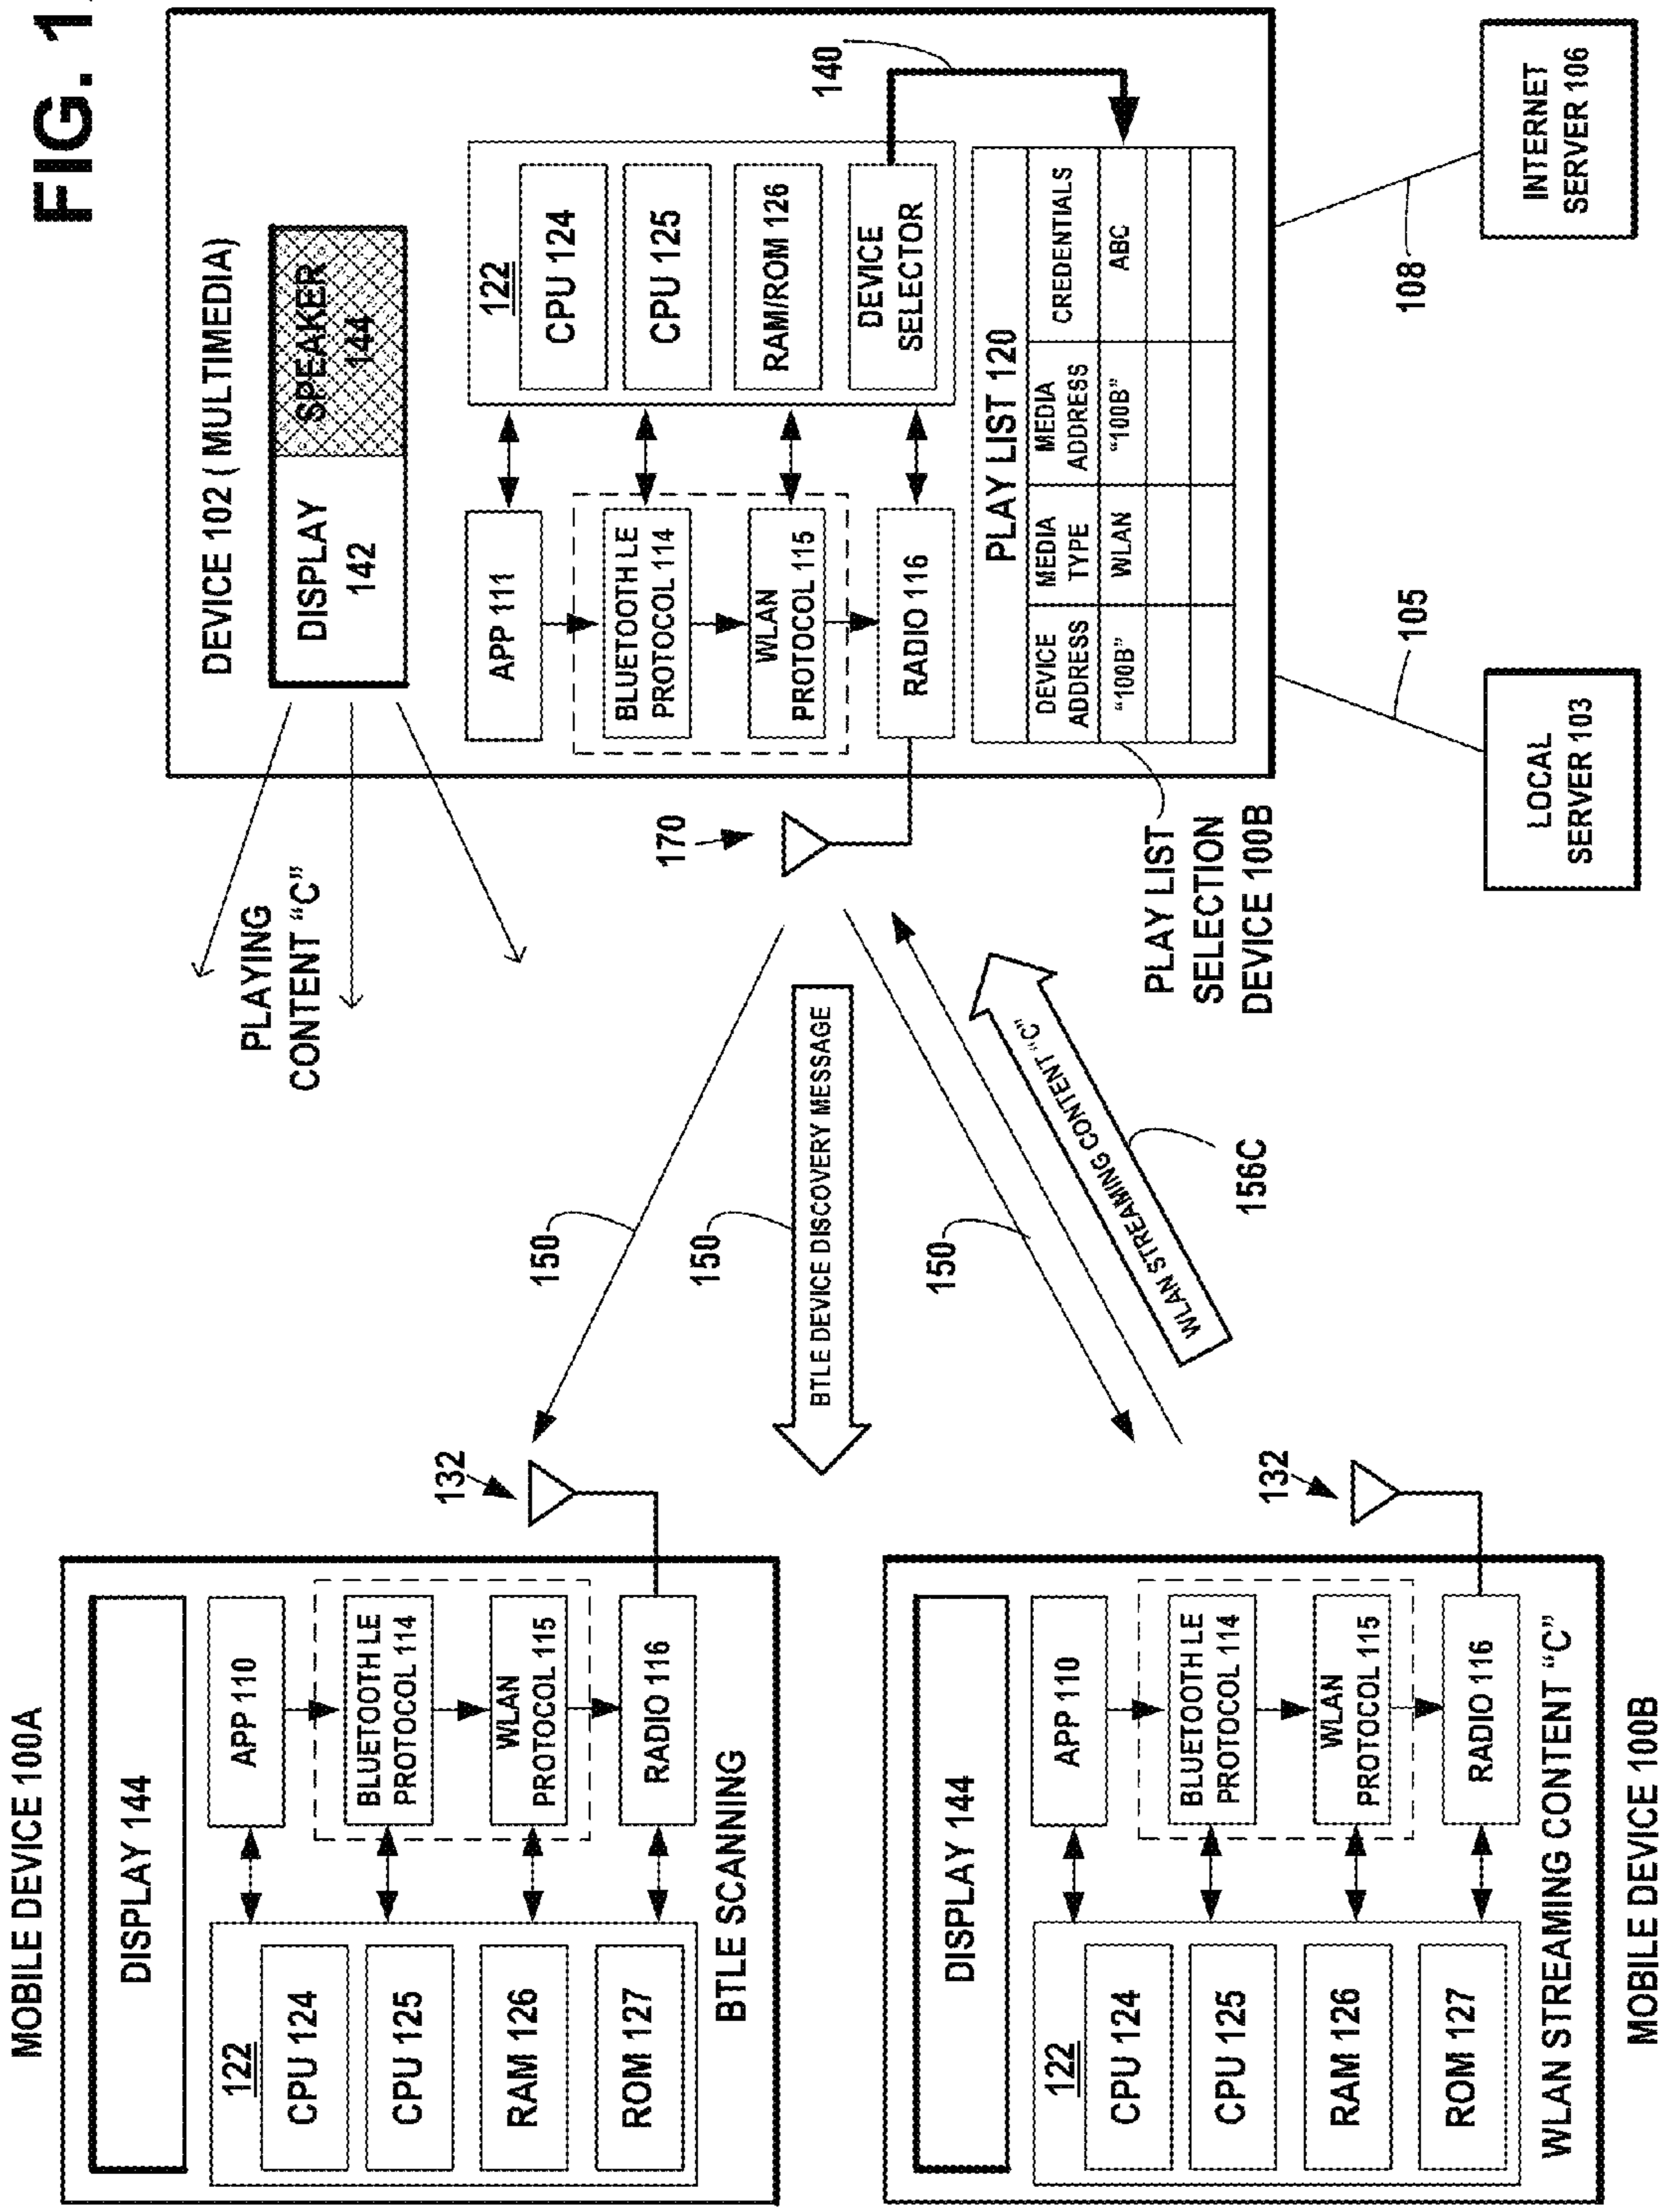 FIG. 1
MOBILE DEVICE 100A
DISPLAY 144
122
CPU 124
CPU 125
RAM 126
ROM 127
APP 110
BLUETOOTH LE
PROTOCOL 114
WLAN
PROTOCOL 115
RADIO 116
BTLE SCANNING
132
DISPLAY 144
122
CPU 124
CPU 125
RAM 126
ROM 127
APP 110
BLUETOOTH LE
PROTOCOL 114
WLAN
PROTOCOL 115
RADIO 116
WLAN STREAMING CONTENT “C”
MOBILE DEVICE 100B
132
150
150
BTLE DEVICE DISCOVERY MESSAGE
150
WLAN STREAMING CONTENT “C”
156C
PLAYING
CONTENT “C”
170
DEVICE 102 ( MULTIMEDIA)
DISPLAY
142
SPEAKER
144
APP 111
BLUETOOTH LE
PROTOCOL 114
WLAN
PROTOCOL 115
RADIO 116
122
CPU 124
CPU 125
RAM/ROM 126
DEVICE
SELECTOR
140
PLAY LIST 120
DEVICE ADDRESS MEDIA TYPE MEDIA ADDRESS CREDENTIALS
“100B” WLAN “100B” ABC
PLAY LIST
SELECTION
DEVICE 100B
105
LOCAL
SERVER 103
108
INTERNET
SERVER 106